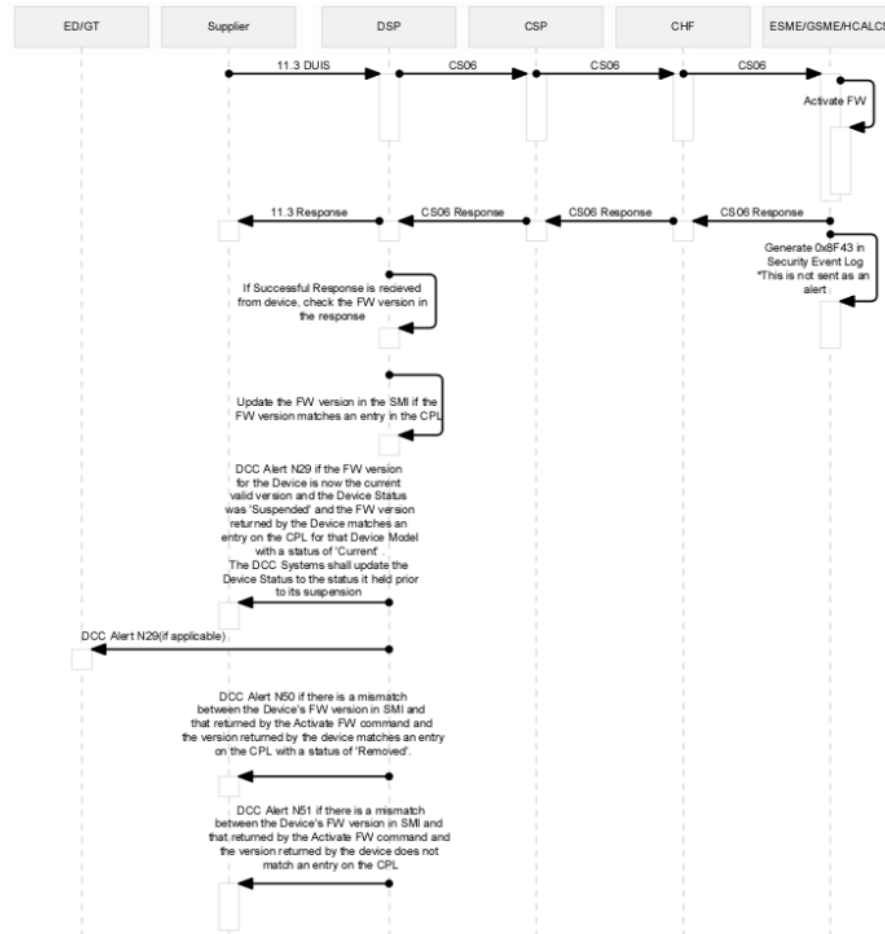 ED/GT
Supplier
DSP
CSP
CHF
ESME/GSME/HCALCS
11.3 DUIS
CS06
CS06
CS06
Activate FW
11.3 Response
CS06 Response
CS06 Response
CS06 Response
Generate 0x8F43 in
Security Event Log
*This is not sent as an
alert
If Successful Response is recieved
from device, check the FW version in
the response
Update the FW version in the SMI if the
FW version matches an entry in the CPL
DCC Alert N29 if the FW version
for the Device is now the current
valid version and the Device Status
was 'Suspended' and the FW version
returned by the Device matches an
entry on the CPL for that Device Model
with a status of 'Current' .
The DCC Systems shall update the
Device Status to the status it held prior
to its suspension
DCC Alert N29(if applicable)
DCC Alert N50 if there is a mismatch
between the Device's FW version in SMI and
that returned by the Activate FW command and
the version returned by the device matches an entry
on the CPL with a status of 'Removed'.
DCC Alert N51 if there is a mismatch
between the Device's FW version in SMI and
that returned by the Activate FW command and
the version returned by the device does not
match an entry on the CPL